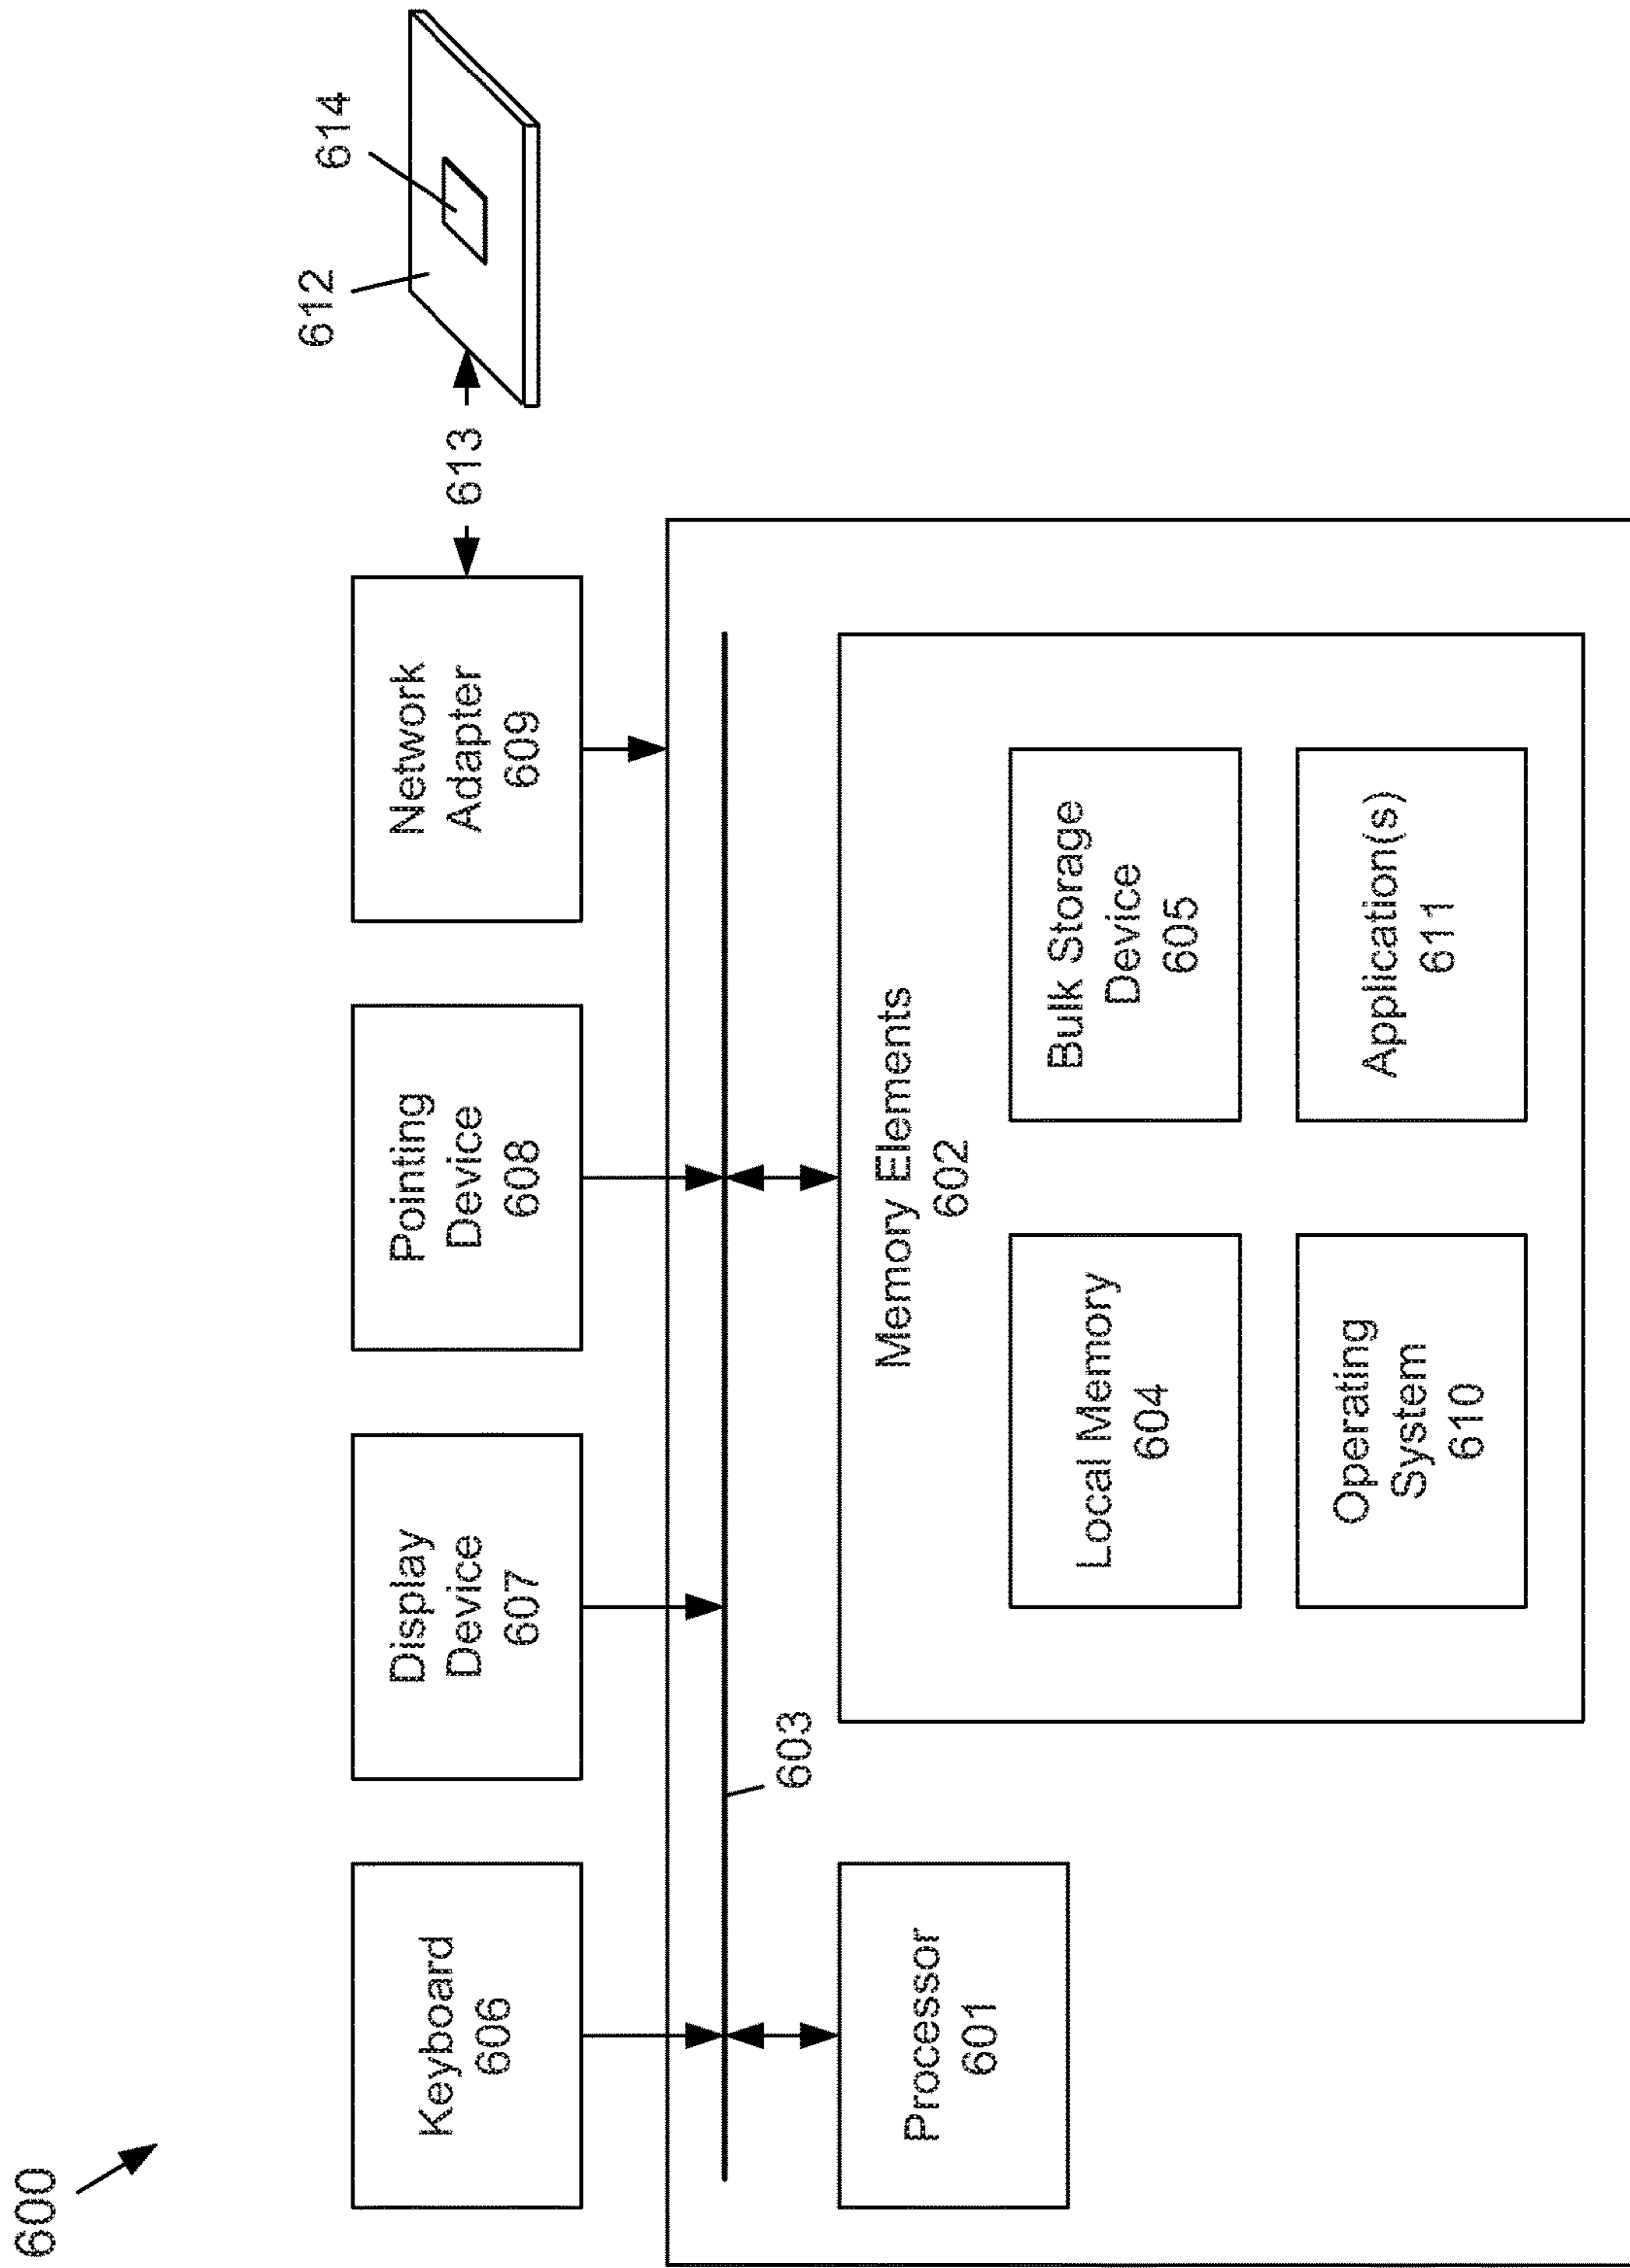 600
Keyboard
606
Display
Device
607
Pointing
Device
608
Network
Adapter
609
613
612
614
603
Processor
601
Memory Elements
602
Local Memory
604
Bulk Storage
Device
605
Operating
System
610
Application(s)
611